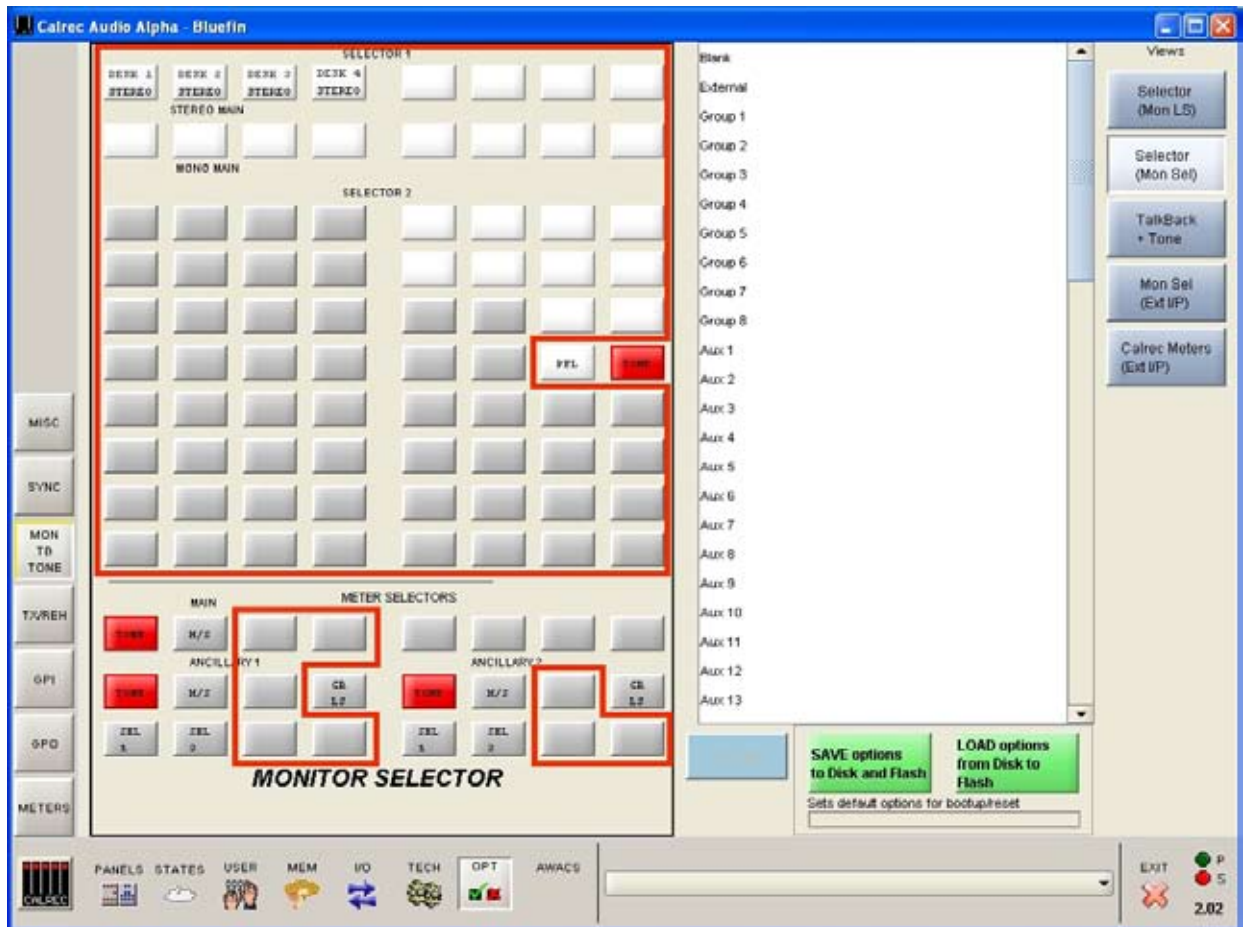 Calrec Audio Alpha - Bluefin
SELECTOR 1
DESK 1 STEREO
DESK 2 STEREO
DESK 3 STEREO
DESK 4 STEREO
STEREO MAIN
MONO MAIN
SELECTOR 2
PFL
TONE
METER SELECTORS
MAIN
TONE
M/S
ANCILLARY 1
ANCILLARY 2
TONE
M/S
CR LS
TONE
M/S
CR LS
SEL 1
SEL 2
SEL 1
SEL 2
MONITOR SELECTOR
MISC
SYNC
MON
TB
TONE
TX/REH
GPI
GPO
METERS
Blank
External
Group 1
Group 2
Group 3
Group 4
Group 5
Group 6
Group 7
Group 8
Aux 1
Aux 2
Aux 3
Aux 4
Aux 5
Aux 6
Aux 7
Aux 8
Aux 9
Aux 10
Aux 11
Aux 12
Aux 13
SAVE options
to Disk and Flash
LOAD options
from Disk to
Flash
Sets default options for bootup/reset
Views
Selector
(Mon LS)
Selector
(Mon Sel)
TalkBack
+ Tone
Mon Sel
(Ext I/P)
Calrec Meters
(Ext I/P)
CALREC
PANELS
STATES
USER
MEM
I/O
TECH
OPT
AWACS
EXIT
P
S
2.02